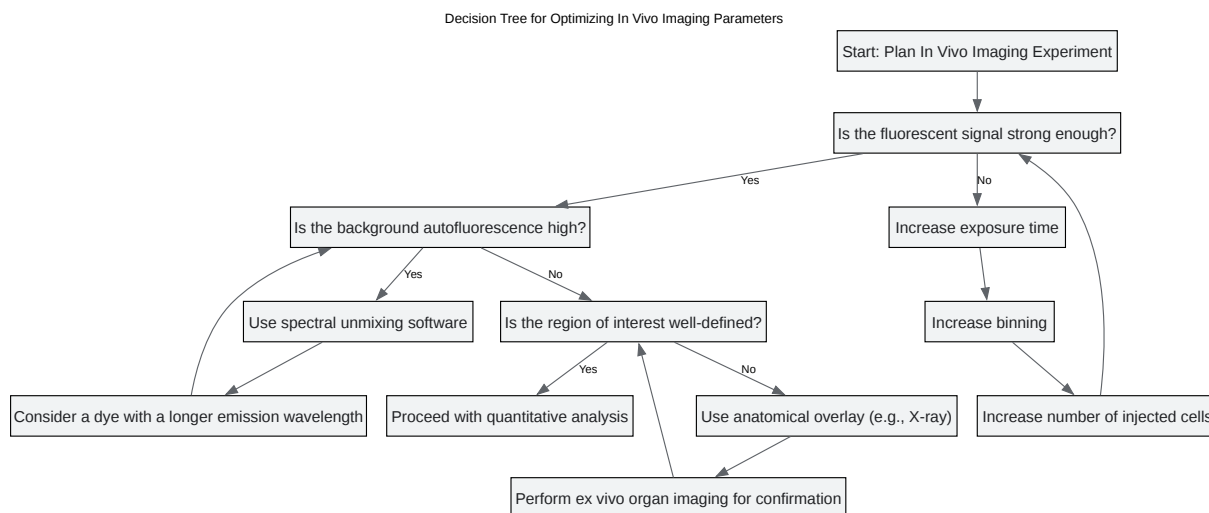 Decision Tree for Optimizing In Vivo Imaging Parameters
Start: Plan In Vivo Imaging Experiment
Is the fluorescent signal strong enough?
Yes
No
Is the background autofluorescence high?
Increase exposure time
Yes
No
Use spectral unmixing software
Is the region of interest well-defined?
Increase binning
Yes
No
Consider a dye with a longer emission wavelength
Proceed with quantitative analysis
Use anatomical overlay (e.g., X-ray)
Increase number of injected cells
Perform ex vivo organ imaging for confirmation